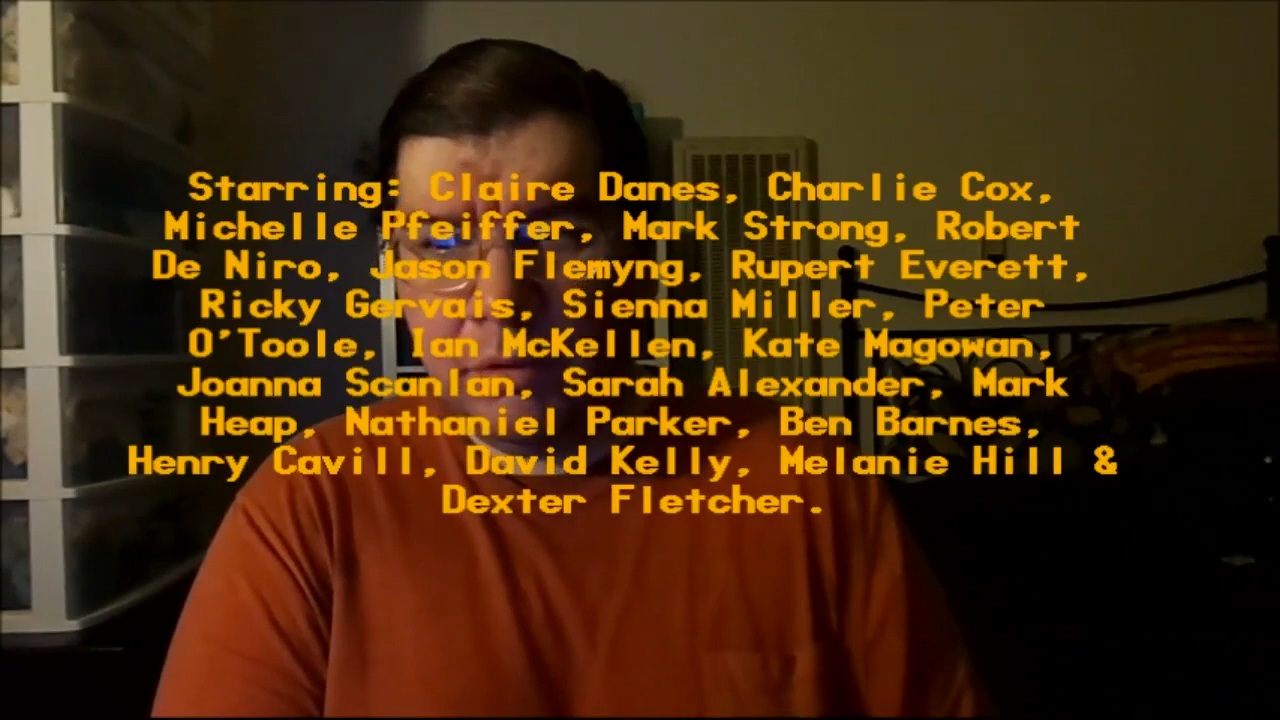 Starring: Claire Danes, Charlie Cox,
Michelle Pfeiffer, Mark Strong, Robert
De Niro, Jason Flemyng, Rupert Everett,
Ricky Gervais, Sienna Miller, Peter
O'Toole, Ian McKellen, Kate Magowan,
Joanna Scanlan, Sarah Alexander, Mark
Heap, Nathaniel Parker, Ben Barnes,
Henry Cavill, David Kelly, Melanie Hill &
Dexter Fletcher.